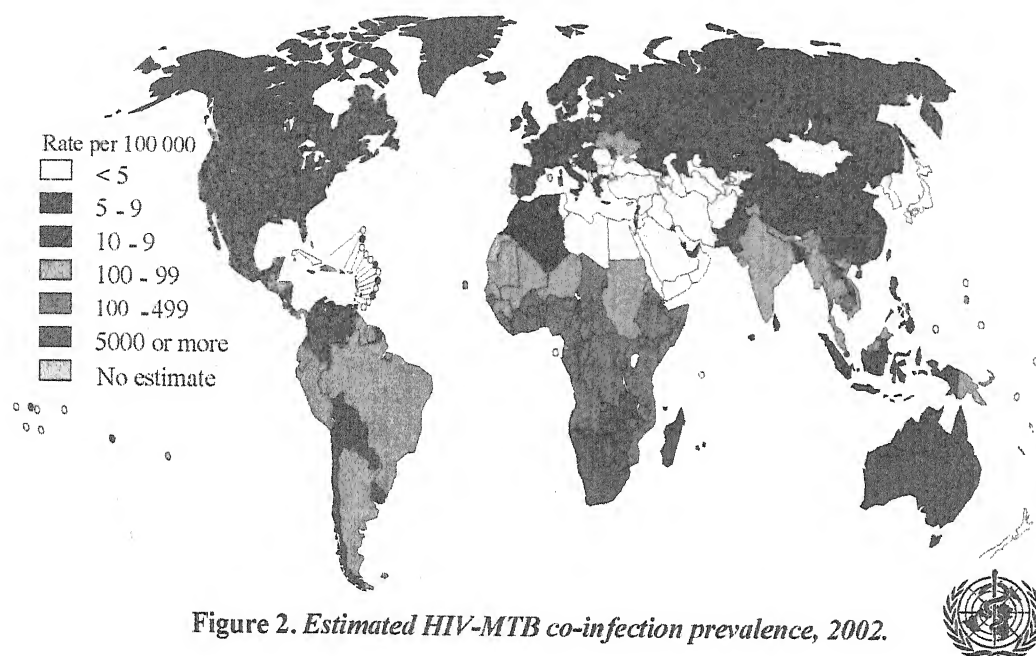 Rate per 100 000
< 5
5 - 9
10 - 9
100 - 99
100 - 499
5000 or more
No estimate
Figure 2. Estimated HIV-MTB co-infection prevalence, 2002.